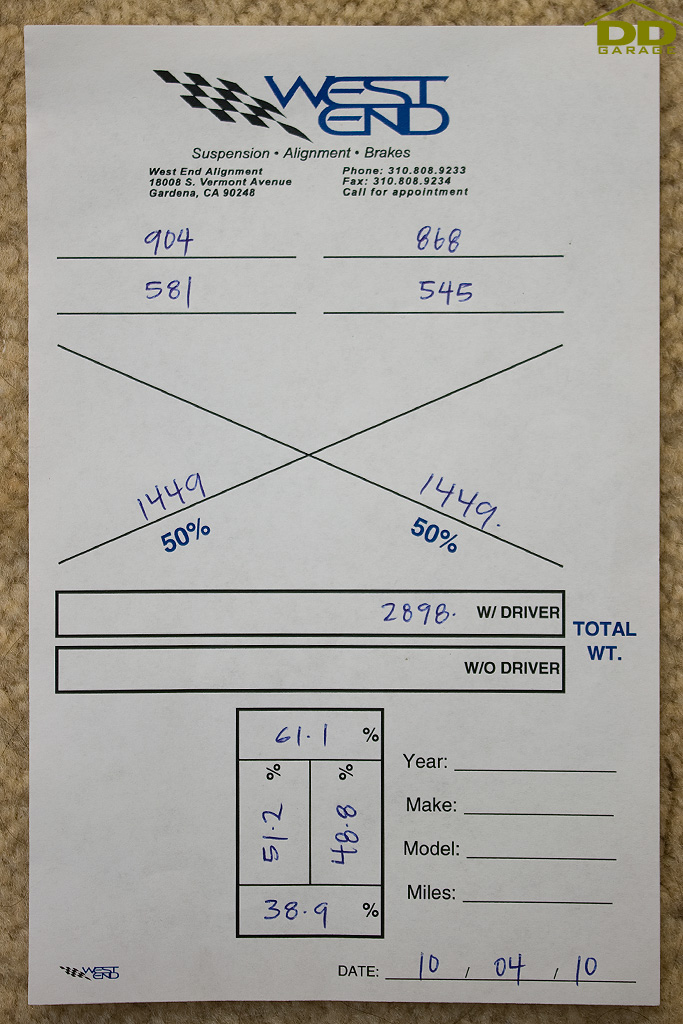 DD
GARAGE
WEST
END
Suspension • Alignment • Brakes
West End Alignment
18008 S. Vermont Avenue
Gardena, CA 90248
Phone: 310.808.9233
Fax: 310.808.9234
Call for appointment
904 868
581 545
1449 1449.
50% 50%
2898. W/ DRIVER
W/O DRIVER
TOTAL
WT.
61.1 %
51.2 %
48.8 %
38.9 %
Year:
Make:
Model:
Miles:
WEST
END
DATE: 10 / 04 / 10